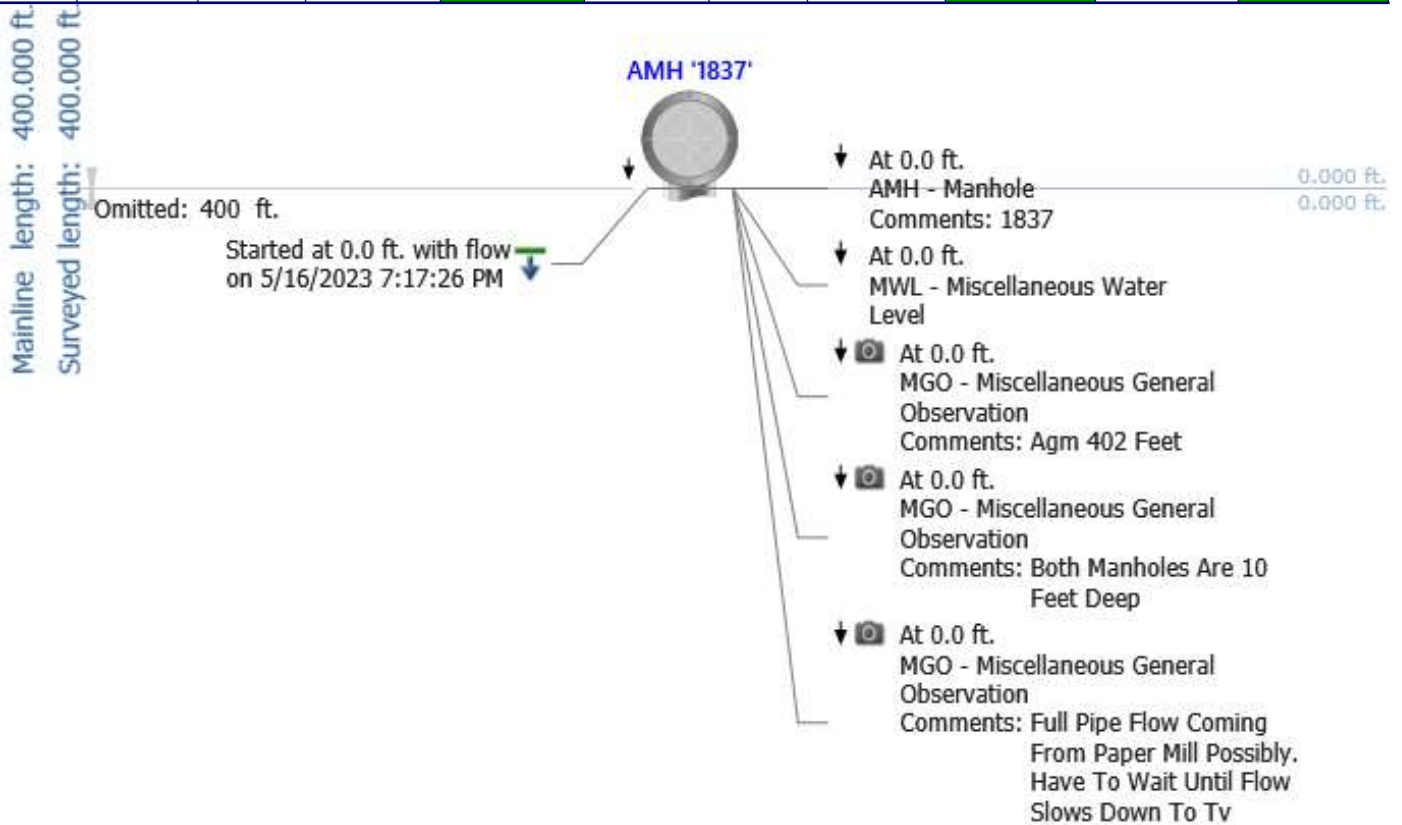 Mainline length: 400.000 ft.
Surveyed length: 400.000 ft.
AMH '1837'
0.000 ft.
0.000 ft.
Omitted: 400 ft.
Started at 0.0 ft. with flow
on 5/16/2023 7:17:26 PM
At 0.0 ft.
AMH - Manhole
Comments: 1837
At 0.0 ft.
MWL - Miscellaneous Water
Level
At 0.0 ft.
MGO - Miscellaneous General
Observation
Comments: Agm 402 Feet
At 0.0 ft.
MGO - Miscellaneous General
Observation
Comments: Both Manholes Are 10
Feet Deep
At 0.0 ft.
MGO - Miscellaneous General
Observation
Comments: Full Pipe Flow Coming
From Paper Mill Possibly.
Have To Wait Until Flow
Slows Down To Tv